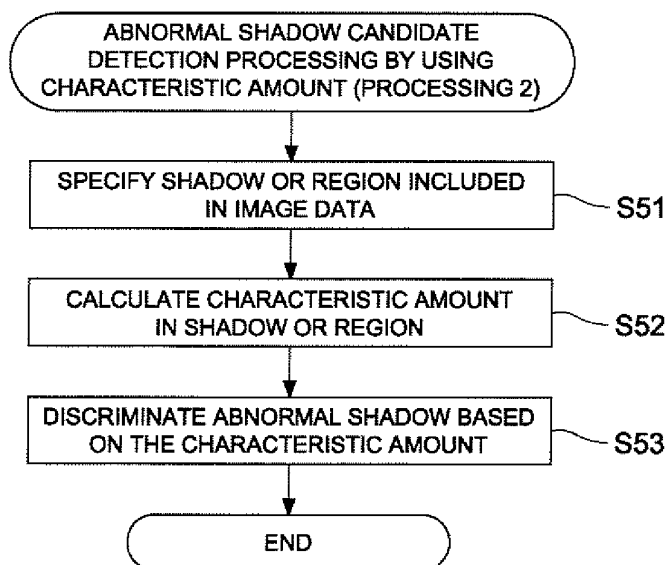 ABNORMAL SHADOW CANDIDATE
DETECTION PROCESSING BY USING
CHARACTERISTIC AMOUNT (PROCESSING 2)
SPECIFY SHADOW OR REGION INCLUDED
IN IMAGE DATA
S51
CALCULATE CHARACTERISTIC AMOUNT
IN SHADOW OR REGION
S52
DISCRIMINATE ABNORMAL SHADOW BASED
ON THE CHARACTERISTIC AMOUNT
S53
END